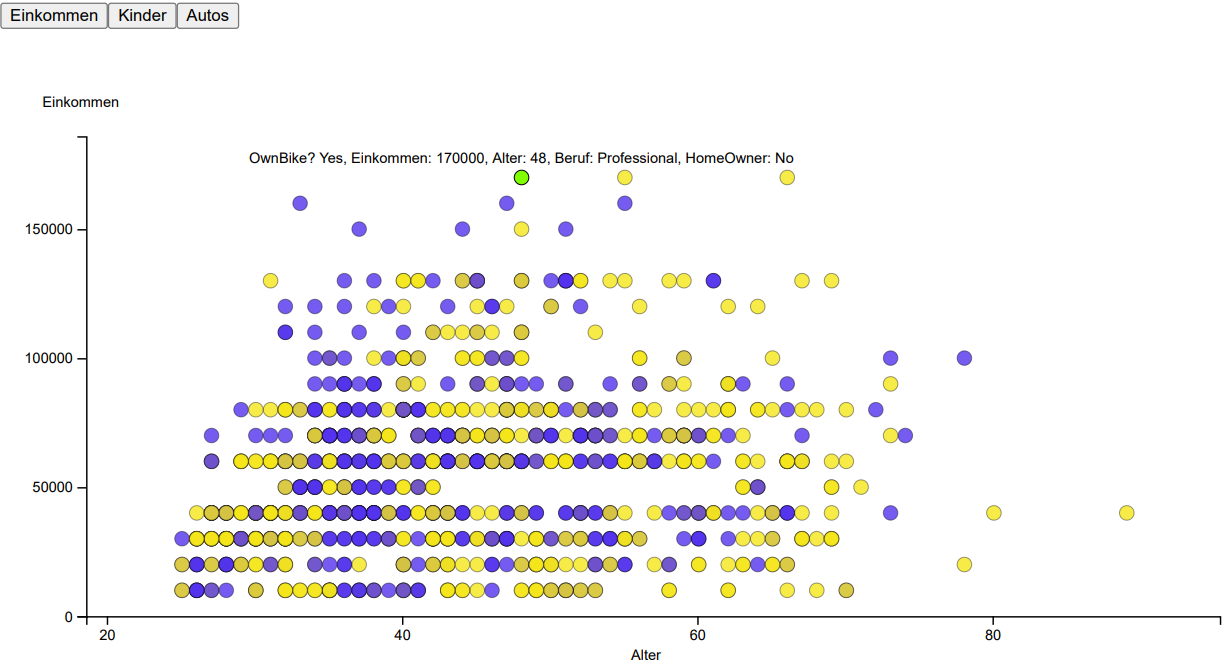 Einkommen Kinder Autos
Einkommen
OwnBike? Yes, Einkommen: 170000, Alter: 48, Beruf: Professional, HomeOwner: No
150000
100000
50000
0
20 40 60 80
Alter